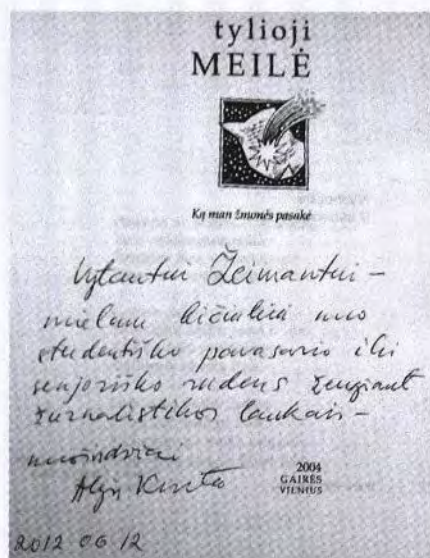 tylioji
MEILĖ
Ką man žmonės pasakė
Vytautui Žeimantui –
mielam bičiuliui nuo
studentiško pavasario iki
senjoriško rudens žengiant
žurnalistikos laukais –
nuoširdžiai
2004
GAIRĖS
VILNIUS
2012 06 12